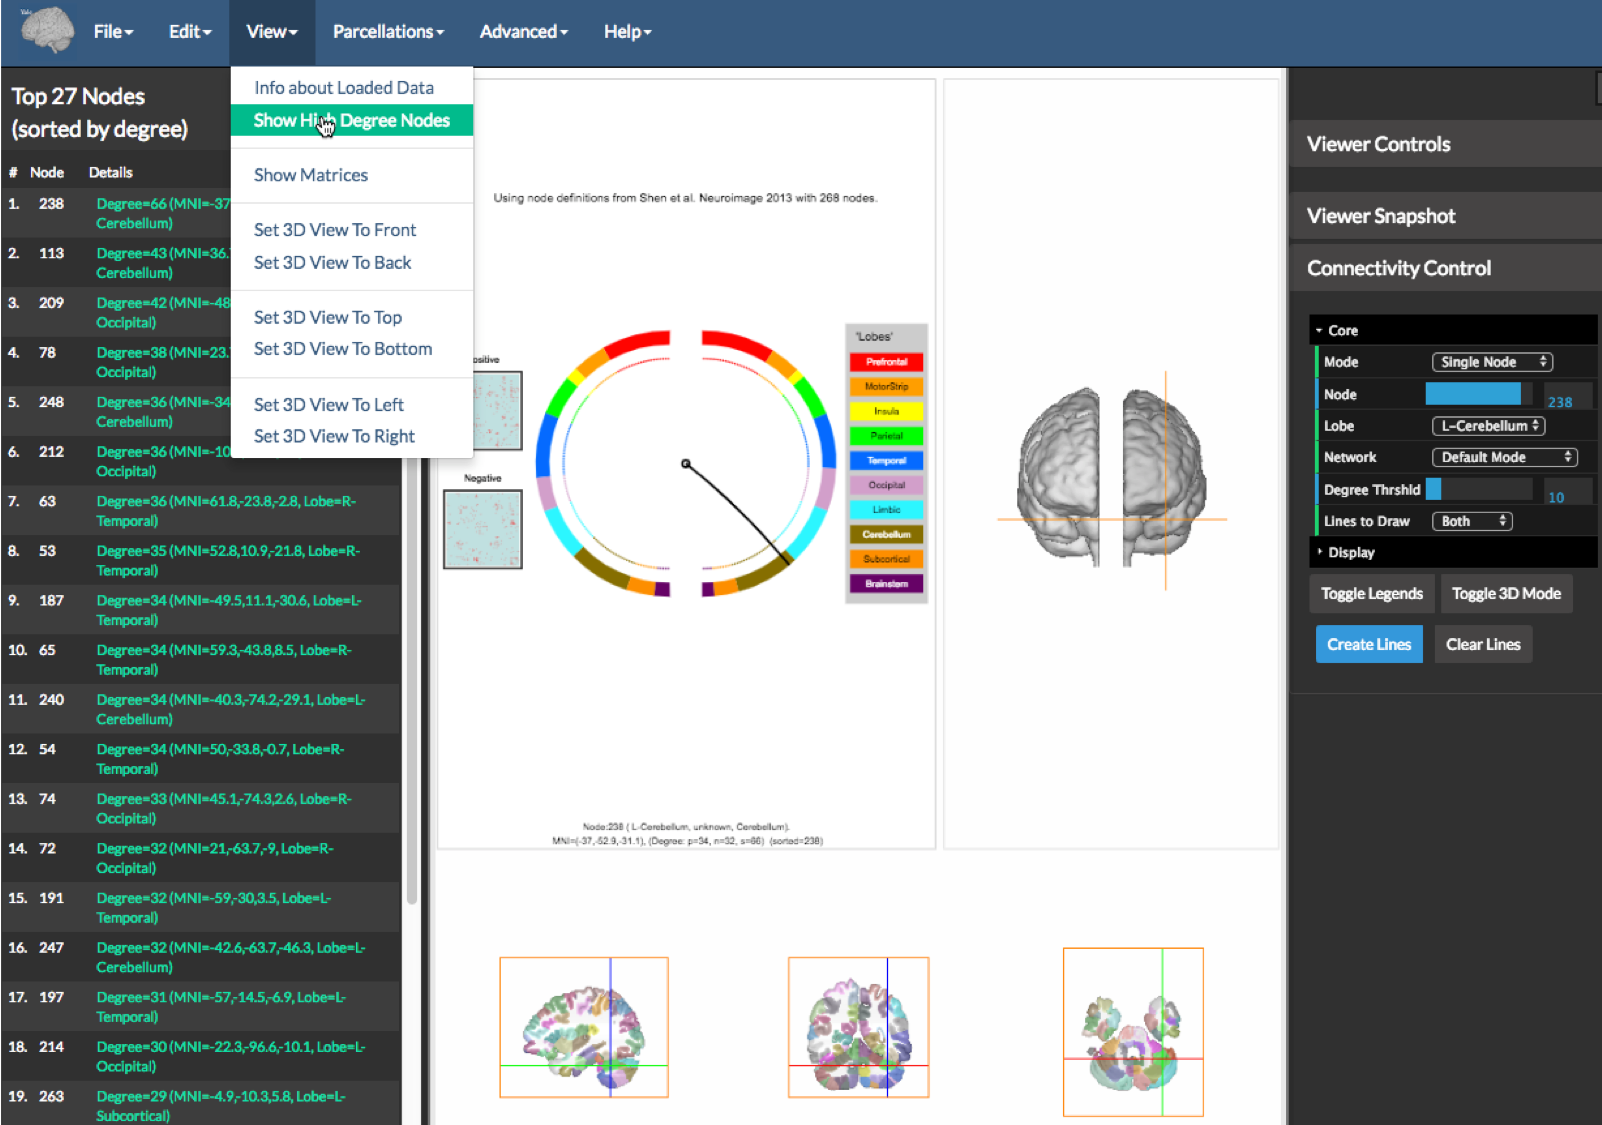 Yale
File
Edit
View
Parcellations
Advanced
Help
Top 27 Nodes
(sorted by degree)
# Node Details
1. 238 Degree=66 (MNI=-37
Cerebellum)
2. 113 Degree=43 (MNI=36.
Cerebellum)
3. 209 Degree=42 (MNI=-48
Occipital)
4. 78 Degree=38 (MNI=23.
Occipital)
5. 248 Degree=36 (MNI=-34
Cerebellum)
6. 212 Degree=36 (MNI=-10
Occipital)
7. 63 Degree=36 (MNI=61.8,-23.8,-2.8, Lobe=R-
Temporal)
8. 53 Degree=35 (MNI=52.8,10.9,-21.8, Lobe=R-
Temporal)
9. 187 Degree=34 (MNI=-49.5,11.1,-30.6, Lobe=L-
Temporal)
10. 65 Degree=34 (MNI=59.3,-43.8,8.5, Lobe=R-
Temporal)
11. 240 Degree=34 (MNI=-40.3,-74.2,-29.1, Lobe=L-
Cerebellum)
12. 54 Degree=34 (MNI=50,-33.8,-0.7, Lobe=R-
Temporal)
13. 74 Degree=33 (MNI=45.1,-74.3,2.6, Lobe=R-
Occipital)
14. 72 Degree=32 (MNI=21,-63.7,-9, Lobe=R-
Occipital)
15. 191 Degree=32 (MNI=-59,-30,3.5, Lobe=L-
Temporal)
16. 247 Degree=32 (MNI=-42.6,-63.7,-46.3, Lobe=L-
Cerebellum)
17. 197 Degree=31 (MNI=-57,-14.5,-6.9, Lobe=L-
Temporal)
18. 214 Degree=30 (MNI=-22.3,-96.6,-10.1, Lobe=L-
Occipital)
19. 263 Degree=29 (MNI=-4.9,-10.3,5.8, Lobe=L-
Subcortical)
Info about Loaded Data
Show High Degree Nodes
Show Matrices
Set 3D View To Front
Set 3D View To Back
Set 3D View To Top
Set 3D View To Bottom
Set 3D View To Left
Set 3D View To Right
Using node definitions from Shen et al. Neuroimage 2013 with 268 nodes.
ositive
Negative
'Lobes'
Prefrontal
MotorStrip
Insula
Parietal
Temporal
Occipital
Limbic
Cerebellum
Subcortical
Brainstem
Node:238 ( L-Cerebellum, unknown, Cerebellum).
MNI=(-37,-52.9,-31.1), (Degree: p=34, n=32, s=66) (sorted=238)
Viewer Controls
Viewer Snapshot
Connectivity Control
Core
Mode Single Node
Node 238
Lobe L-Cerebellum
Network Default Mode
Degree Thrshld 10
Lines to Draw Both
Display
Toggle Legends Toggle 3D Mode
Create Lines Clear Lines